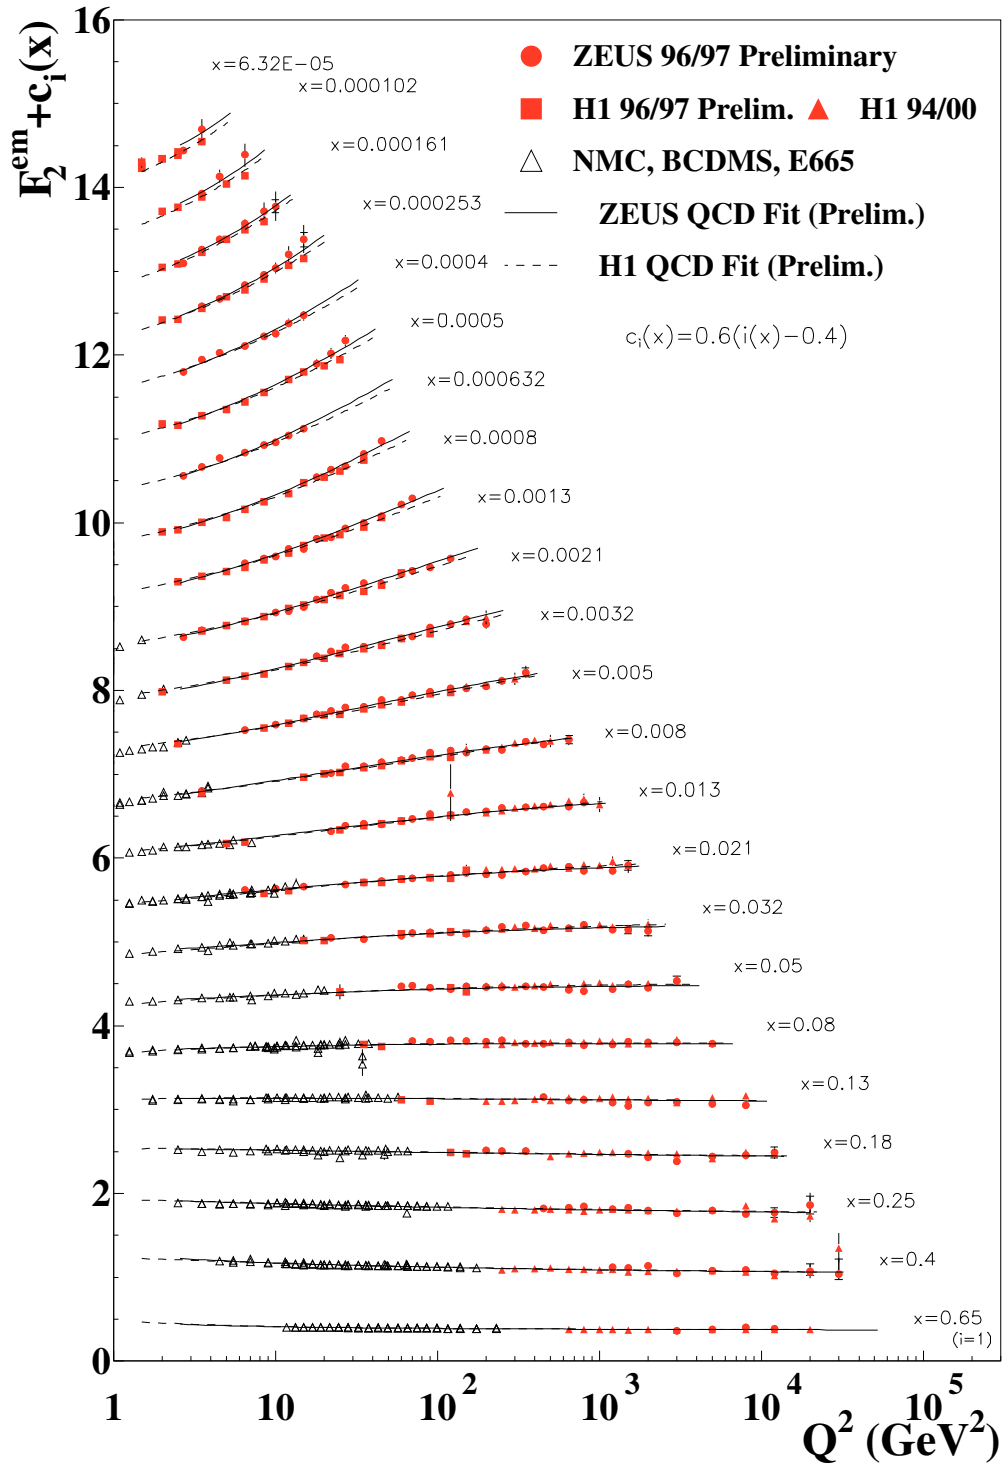 16
14
12
10
8
6
4
2
0
F₂ᵉᵐ+cᵢ(x)
ZEUS 96/97 Preliminary
H1 96/97 Prelim. H1 94/00
NMC, BCDMS, E665
ZEUS QCD Fit (Prelim.)
H1 QCD Fit (Prelim.)
cᵢ(x)=0.6(i(x)−0.4)
x=6.32E−05
x=0.000102
x=0.000161
x=0.000253
x=0.0004
x=0.0005
x=0.000632
x=0.0008
x=0.0013
x=0.0021
x=0.0032
x=0.005
x=0.008
x=0.013
x=0.021
x=0.032
x=0.05
x=0.08
x=0.13
x=0.18
x=0.25
x=0.4
x=0.65
(i=1)
1 10 10² 10³ 10⁴ 10⁵
Q² (GeV²)